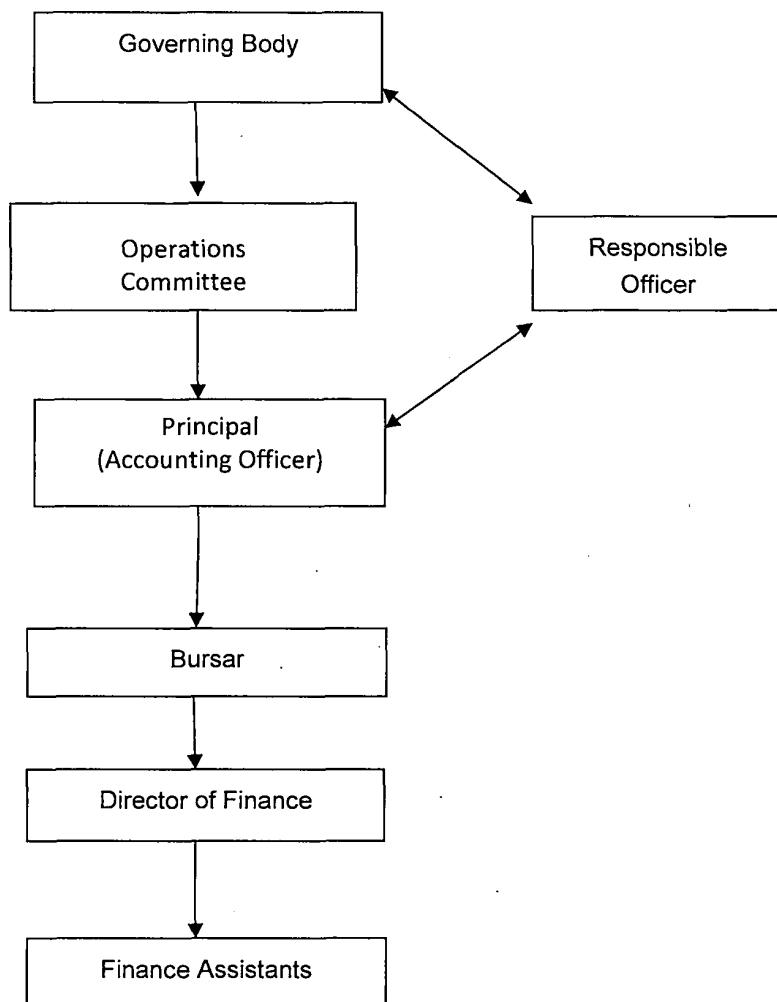 Governing Body
Operations
Committee
Responsible
Officer
Principal
(Accounting Officer)
Bursar
Director of Finance
Finance Assistants